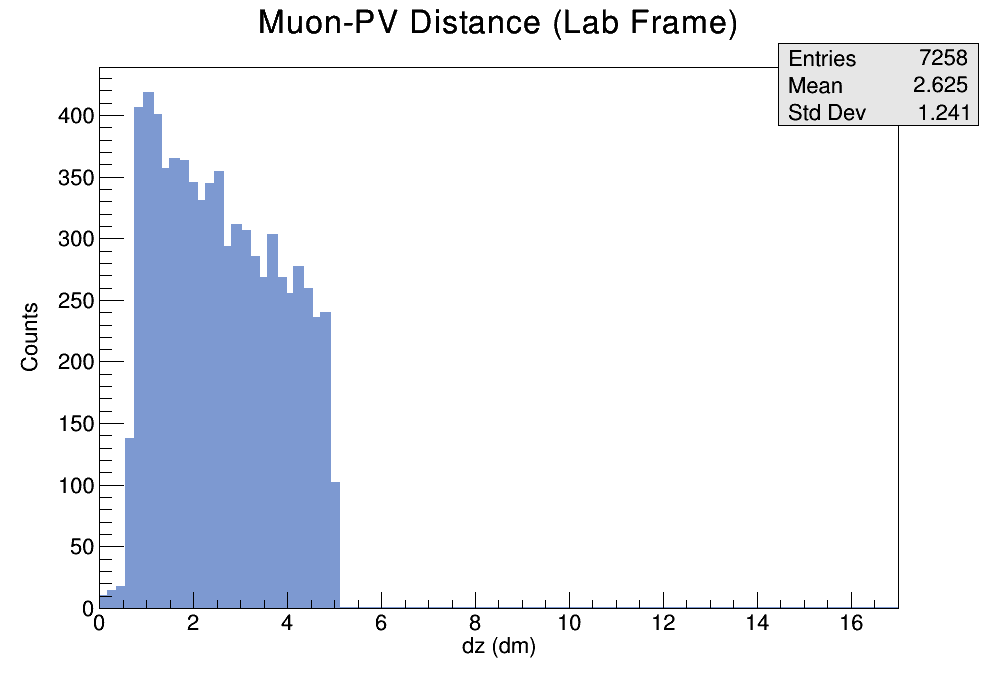 Muon-PV Distance (Lab Frame)
Entries 7258
Mean 2.625
Std Dev 1.241
400
350
300
250
200
150
100
50
0
Counts
0 2 4 6 8 10 12 14 16
dz (dm)